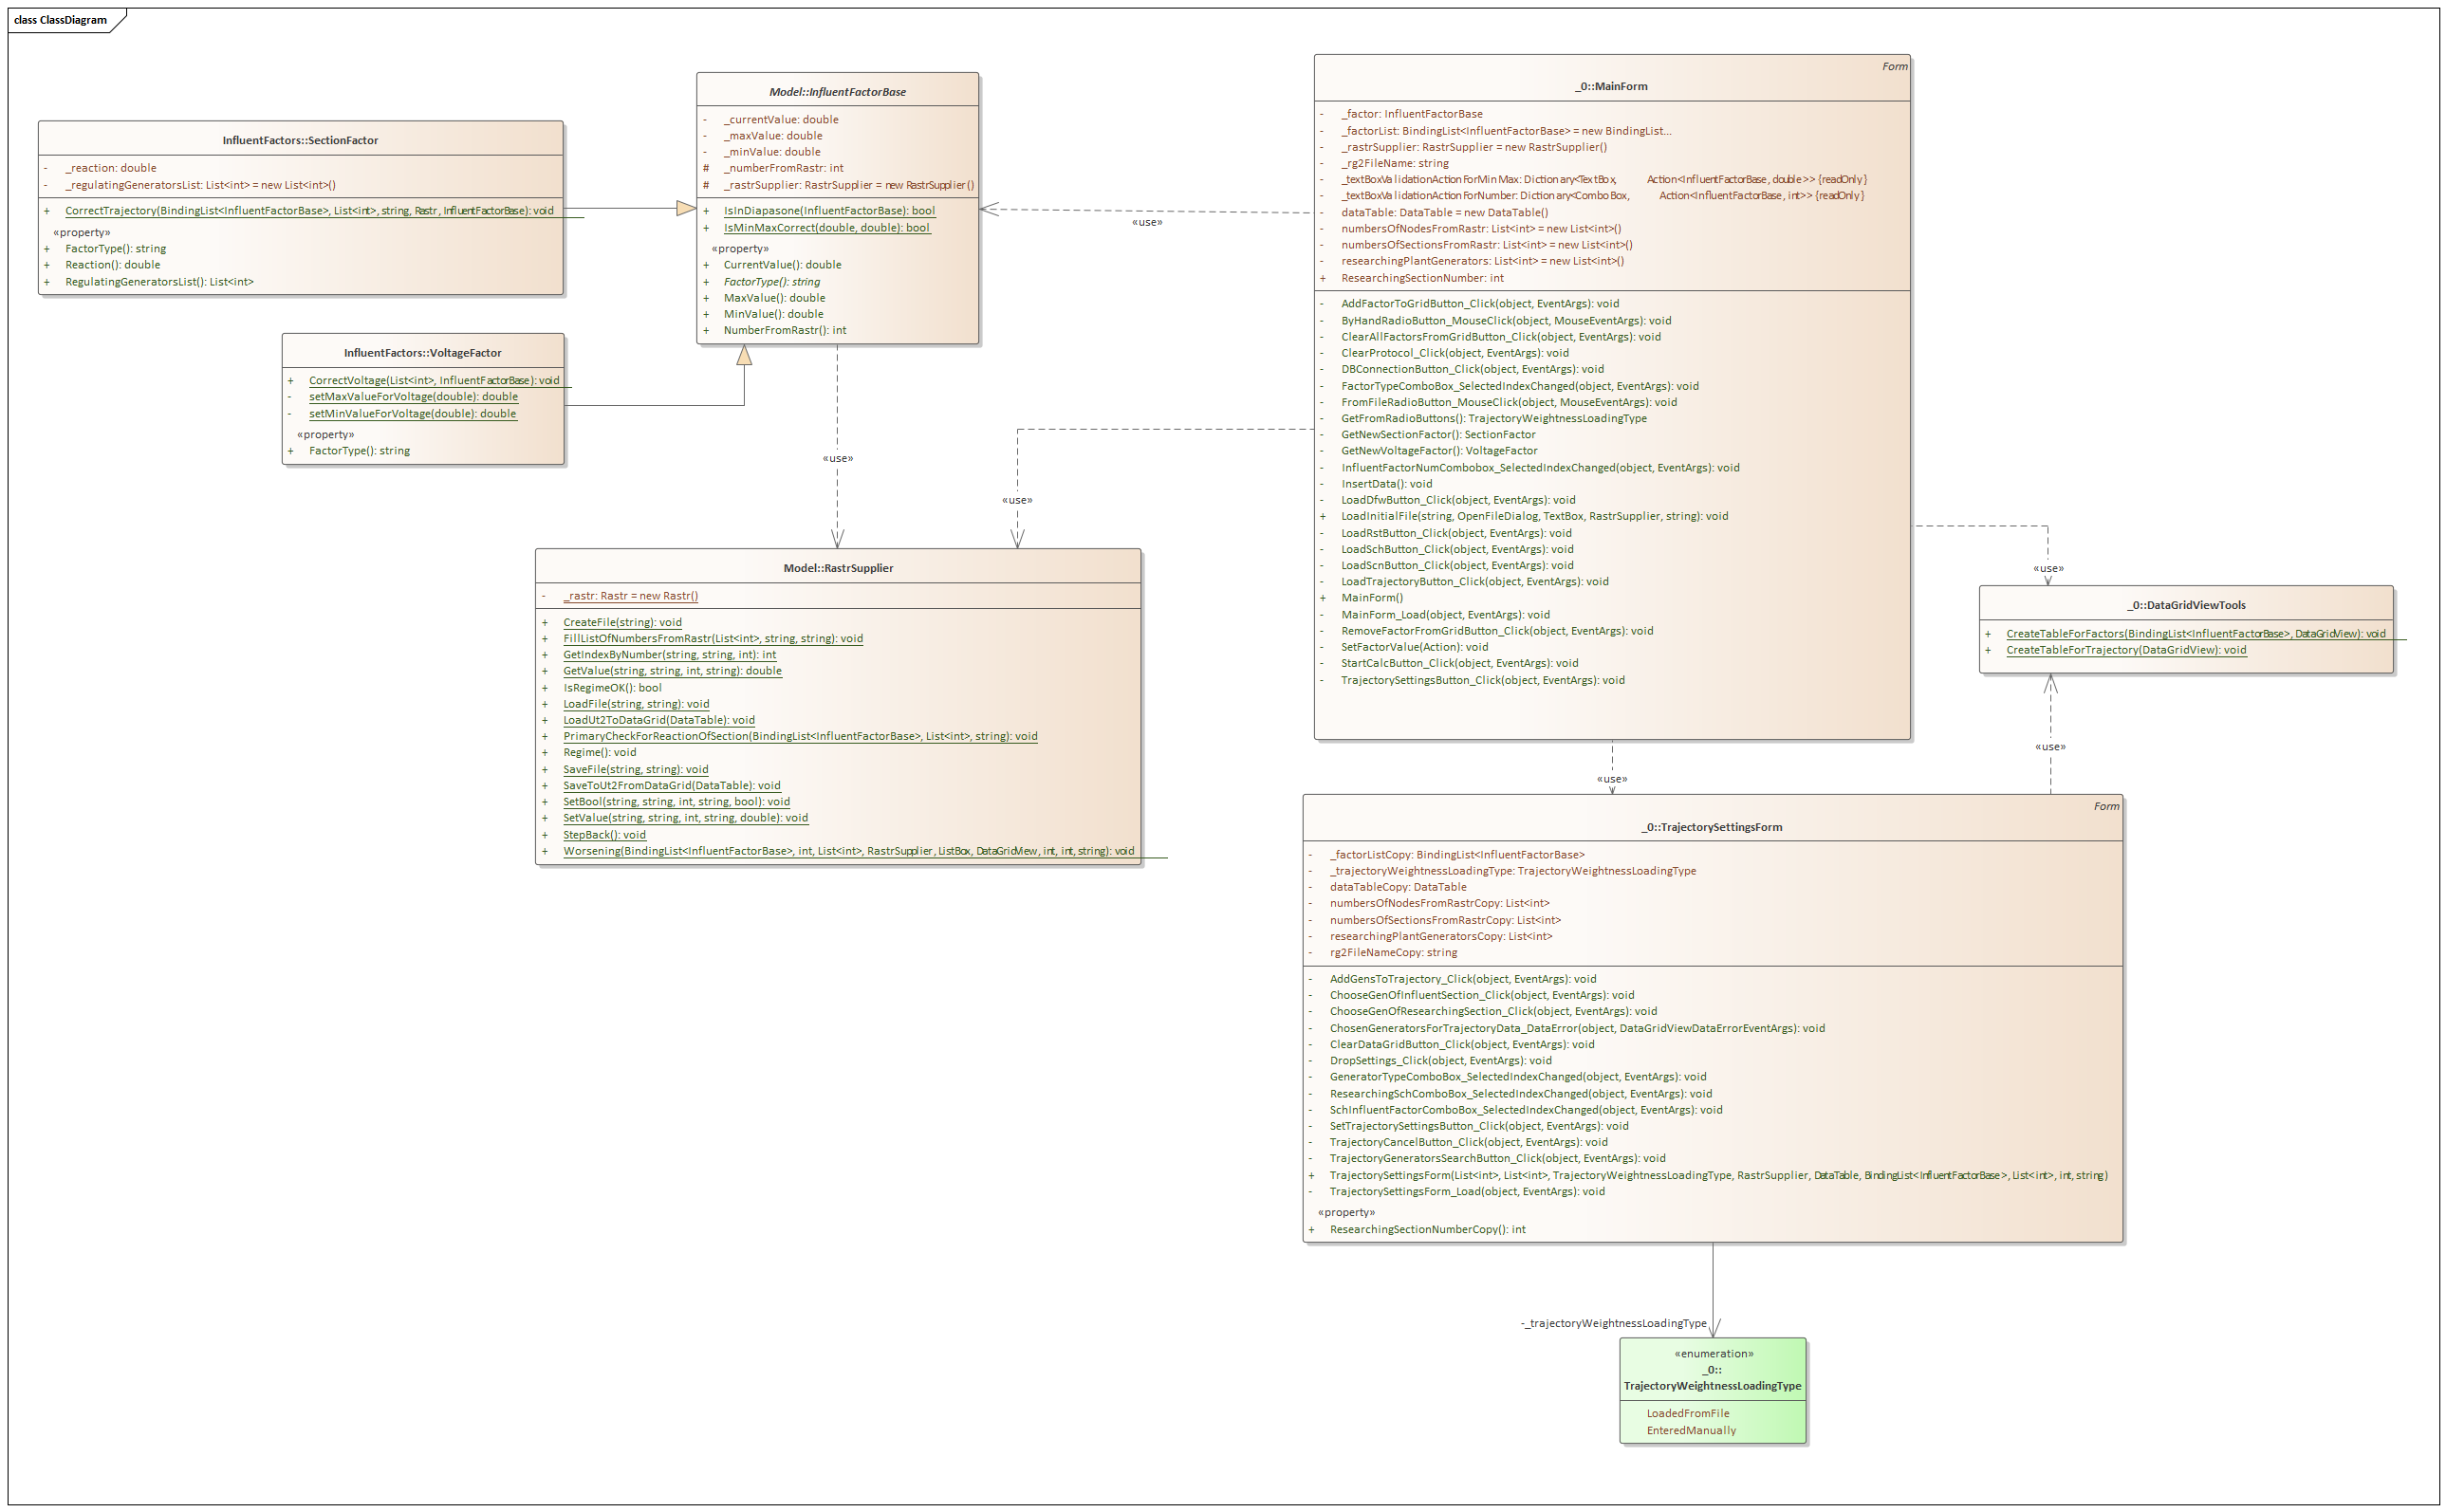 class ClassDiagram
InfluentFactors::SectionFactor
- _reaction: double
- _regulatingGeneratorsList: List<int> = new List<int>()
+ CorrectTrajectory(BindingList<InfluentFactorBase>, List<int>, string, Rastr, InfluentFactorBase): void
«property»
+ FactorType(): string
+ Reaction(): double
+ RegulatingGeneratorsList(): List<int>
InfluentFactors::VoltageFactor
+ CorrectVoltage(List<int>, InfluentFactorBase): void
- setMaxValueForVoltage(double): double
- setMinValueForVoltage(double): double
«property»
+ FactorType(): string
Model::InfluentFactorBase
- _currentValue: double
- _maxValue: double
- _minValue: double
# _numberFromRastr: int
# _rastrSupplier: RastrSupplier = new RastrSupplier()
+ IsInDiapasone(InfluentFactorBase): bool
+ IsMinMaxCorrect(double, double): bool
«property»
+ CurrentValue(): double
+ FactorType(): string
+ MaxValue(): double
+ MinValue(): double
+ NumberFromRastr(): int
«use»
«use»
«use»
Model::RastrSupplier
- _rastr: Rastr = new Rastr()
+ CreateFile(string): void
+ FillListOfNumbersFromRastr(List<int>, string, string): void
+ GetIndexByNumber(string, string, int): int
+ GetValue(string, string, int, string): double
+ IsRegimeOK(): bool
+ LoadFile(string, string): void
+ LoadUt2ToDataGrid(DataTable): void
+ PrimaryCheckForReactionOfSection(BindingList<InfluentFactorBase>, List<int>, string): void
+ Regime(): void
+ SaveFile(string, string): void
+ SaveToUt2FromDataGrid(DataTable): void
+ SetBool(string, string, int, string, bool): void
+ SetValue(string, string, int, string, double): void
+ StepBack(): void
+ Worsening(BindingList<InfluentFactorBase>, int, List<int>, RastrSupplier, ListBox, DataGridView, int, int, string): void
Form
_0::MainForm
- _factor: InfluentFactorBase
- _factorList: BindingList<InfluentFactorBase> = new BindingList...
- _rastrSupplier: RastrSupplier = new RastrSupplier()
- _rg2FileName: string
- _textBoxValidationActionForMinMax: Dictionary<TextBox, Action<InfluentFactorBase, double>> {readOnly}
- _textBoxValidationActionForNumber: Dictionary<ComboBox, Action<InfluentFactorBase, int>> {readOnly}
- dataTable: DataTable = new DataTable()
- numbersOfNodesFromRastr: List<int> = new List<int>()
- numbersOfSectionsFromRastr: List<int> = new List<int>()
- researchingPlantGenerators: List<int> = new List<int>()
+ ResearchingSectionNumber: int
- AddFactorToGridButton_Click(object, EventArgs): void
- ByHandRadioButton_MouseClick(object, MouseEventArgs): void
- ClearAllFactorsFromGridButton_Click(object, EventArgs): void
- ClearProtocol_Click(object, EventArgs): void
- DBConnectionButton_Click(object, EventArgs): void
- FactorTypeComboBox_SelectedIndexChanged(object, EventArgs): void
- FromFileRadioButton_MouseClick(object, MouseEventArgs): void
- GetFromRadioButtons(): TrajectoryWeightnessLoadingType
- GetNewSectionFactor(): SectionFactor
- GetNewVoltageFactor(): VoltageFactor
- InfluentFactorNumCombobox_SelectedIndexChanged(object, EventArgs): void
- InsertData(): void
- LoadDfwButton_Click(object, EventArgs): void
+ LoadInitialFile(string, OpenFileDialog, TextBox, RastrSupplier, string): void
- LoadRstButton_Click(object, EventArgs): void
- LoadSchButton_Click(object, EventArgs): void
- LoadScnButton_Click(object, EventArgs): void
- LoadTrajectoryButton_Click(object, EventArgs): void
+ MainForm()
- MainForm_Load(object, EventArgs): void
- RemoveFactorFromGridButton_Click(object, EventArgs): void
- SetFactorValue(Action): void
- StartCalcButton_Click(object, EventArgs): void
- TrajectorySettingsButton_Click(object, EventArgs): void
«use»
_0::DataGridViewTools
+ CreateTableForFactors(BindingList<InfluentFactorBase>, DataGridView): void
+ CreateTableForTrajectory(DataGridView): void
«use»
«use»
Form
_0::TrajectorySettingsForm
- _factorListCopy: BindingList<InfluentFactorBase>
- _trajectoryWeightnessLoadingType: TrajectoryWeightnessLoadingType
- dataTableCopy: DataTable
- numbersOfNodesFromRastrCopy: List<int>
- numbersOfSectionsFromRastrCopy: List<int>
- researchingPlantGeneratorsCopy: List<int>
- rg2FileNameCopy: string
- AddGensToTrajectory_Click(object, EventArgs): void
- ChooseGenOfInfluentSection_Click(object, EventArgs): void
- ChooseGenOfResearchingSection_Click(object, EventArgs): void
- ChosenGeneratorsForTrajectoryData_DataError(object, DataGridViewDataErrorEventArgs): void
- ClearDataGridButton_Click(object, EventArgs): void
- DropSettings_Click(object, EventArgs): void
- GeneratorTypeComboBox_SelectedIndexChanged(object, EventArgs): void
- ResearchingSchComboBox_SelectedIndexChanged(object, EventArgs): void
- SchInfluentFactorComboBox_SelectedIndexChanged(object, EventArgs): void
- SetTrajectorySettingsButton_Click(object, EventArgs): void
- TrajectoryCancelButton_Click(object, EventArgs): void
- TrajectoryGeneratorsSearchButton_Click(object, EventArgs): void
+ TrajectorySettingsForm(List<int>, List<int>, TrajectoryWeightnessLoadingType, RastrSupplier, DataTable, BindingList<InfluentFactorBase>, List<int>, int, string)
- TrajectorySettingsForm_Load(object, EventArgs): void
«property»
+ ResearchingSectionNumberCopy(): int
-_trajectoryWeightnessLoadingType
«enumeration»
_0::
TrajectoryWeightnessLoadingType
LoadedFromFile
EnteredManually